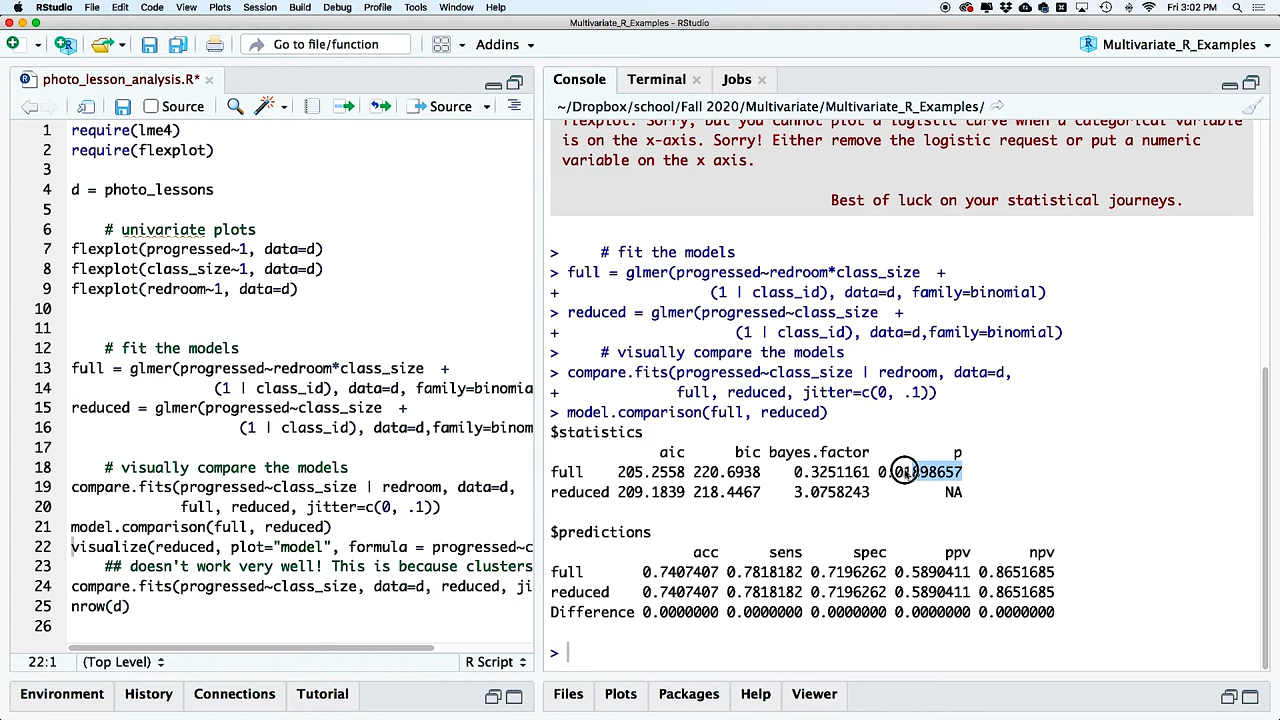 RStudio File Edit Code View Plots Session Build Debug Profile Tools Window Help Fri 3:02 PM
Multivariate_R_Examples - RStudio
Go to file/function Addins Multivariate_R_Examples
photo_lesson_analysis.R*
Source Source
1 require(lme4)
2 require(flexplot)
3
4 d = photo_lessons
5
6 # univariate plots
7 flexplot(progressed~1, data=d)
8 flexplot(class_size~1, data=d)
9 flexplot(redroom~1, data=d)
10
11
12 # fit the models
13 full = glmer(progressed~redroom*class_size +
14 (1 | class_id), data=d, family=binomia
15 reduced = glmer(progressed~class_size +
16 (1 | class_id), data=d,family=binom
17
18 # visually compare the models
19 compare.fits(progressed~class_size | redroom, data=d,
20 full, reduced, jitter=c(0, .1))
21 model.comparison(full, reduced)
22 visualize(reduced, plot="model", formula = progressed~c
23 ## doesn't work very well! This is because clusters
24 compare.fits(progressed~class_size, data=d, reduced, ji
25 nrow(d)
26
22:1 (Top Level) R Script
Environment History Connections Tutorial
Console Terminal Jobs
~/Dropbox/school/Fall 2020/Multivariate/Multivariate_R_Examples/
flexplot: Sorry, but you cannot plot a logistic curve when a categorical variable
is on the x-axis. Sorry! Either remove the logistic request or put a numeric
variable on the x axis.
Best of luck on your statistical journeys.
> # fit the models
> full = glmer(progressed~redroom*class_size +
+ (1 | class_id), data=d, family=binomial)
> reduced = glmer(progressed~class_size +
+ (1 | class_id), data=d,family=binomial)
> # visually compare the models
> compare.fits(progressed~class_size | redroom, data=d,
+ full, reduced, jitter=c(0, .1))
> model.comparison(full, reduced)
$statistics
aic bic bayes.factor p
full 205.2558 220.6938 0.3251161 0.01898657
reduced 209.1839 218.4467 3.0758243 NA
$predictions
acc sens spec ppv npv
full 0.7407407 0.7818182 0.7196262 0.5890411 0.8651685
reduced 0.7407407 0.7818182 0.7196262 0.5890411 0.8651685
Difference 0.0000000 0.0000000 0.0000000 0.0000000 0.0000000
>
Files Plots Packages Help Viewer